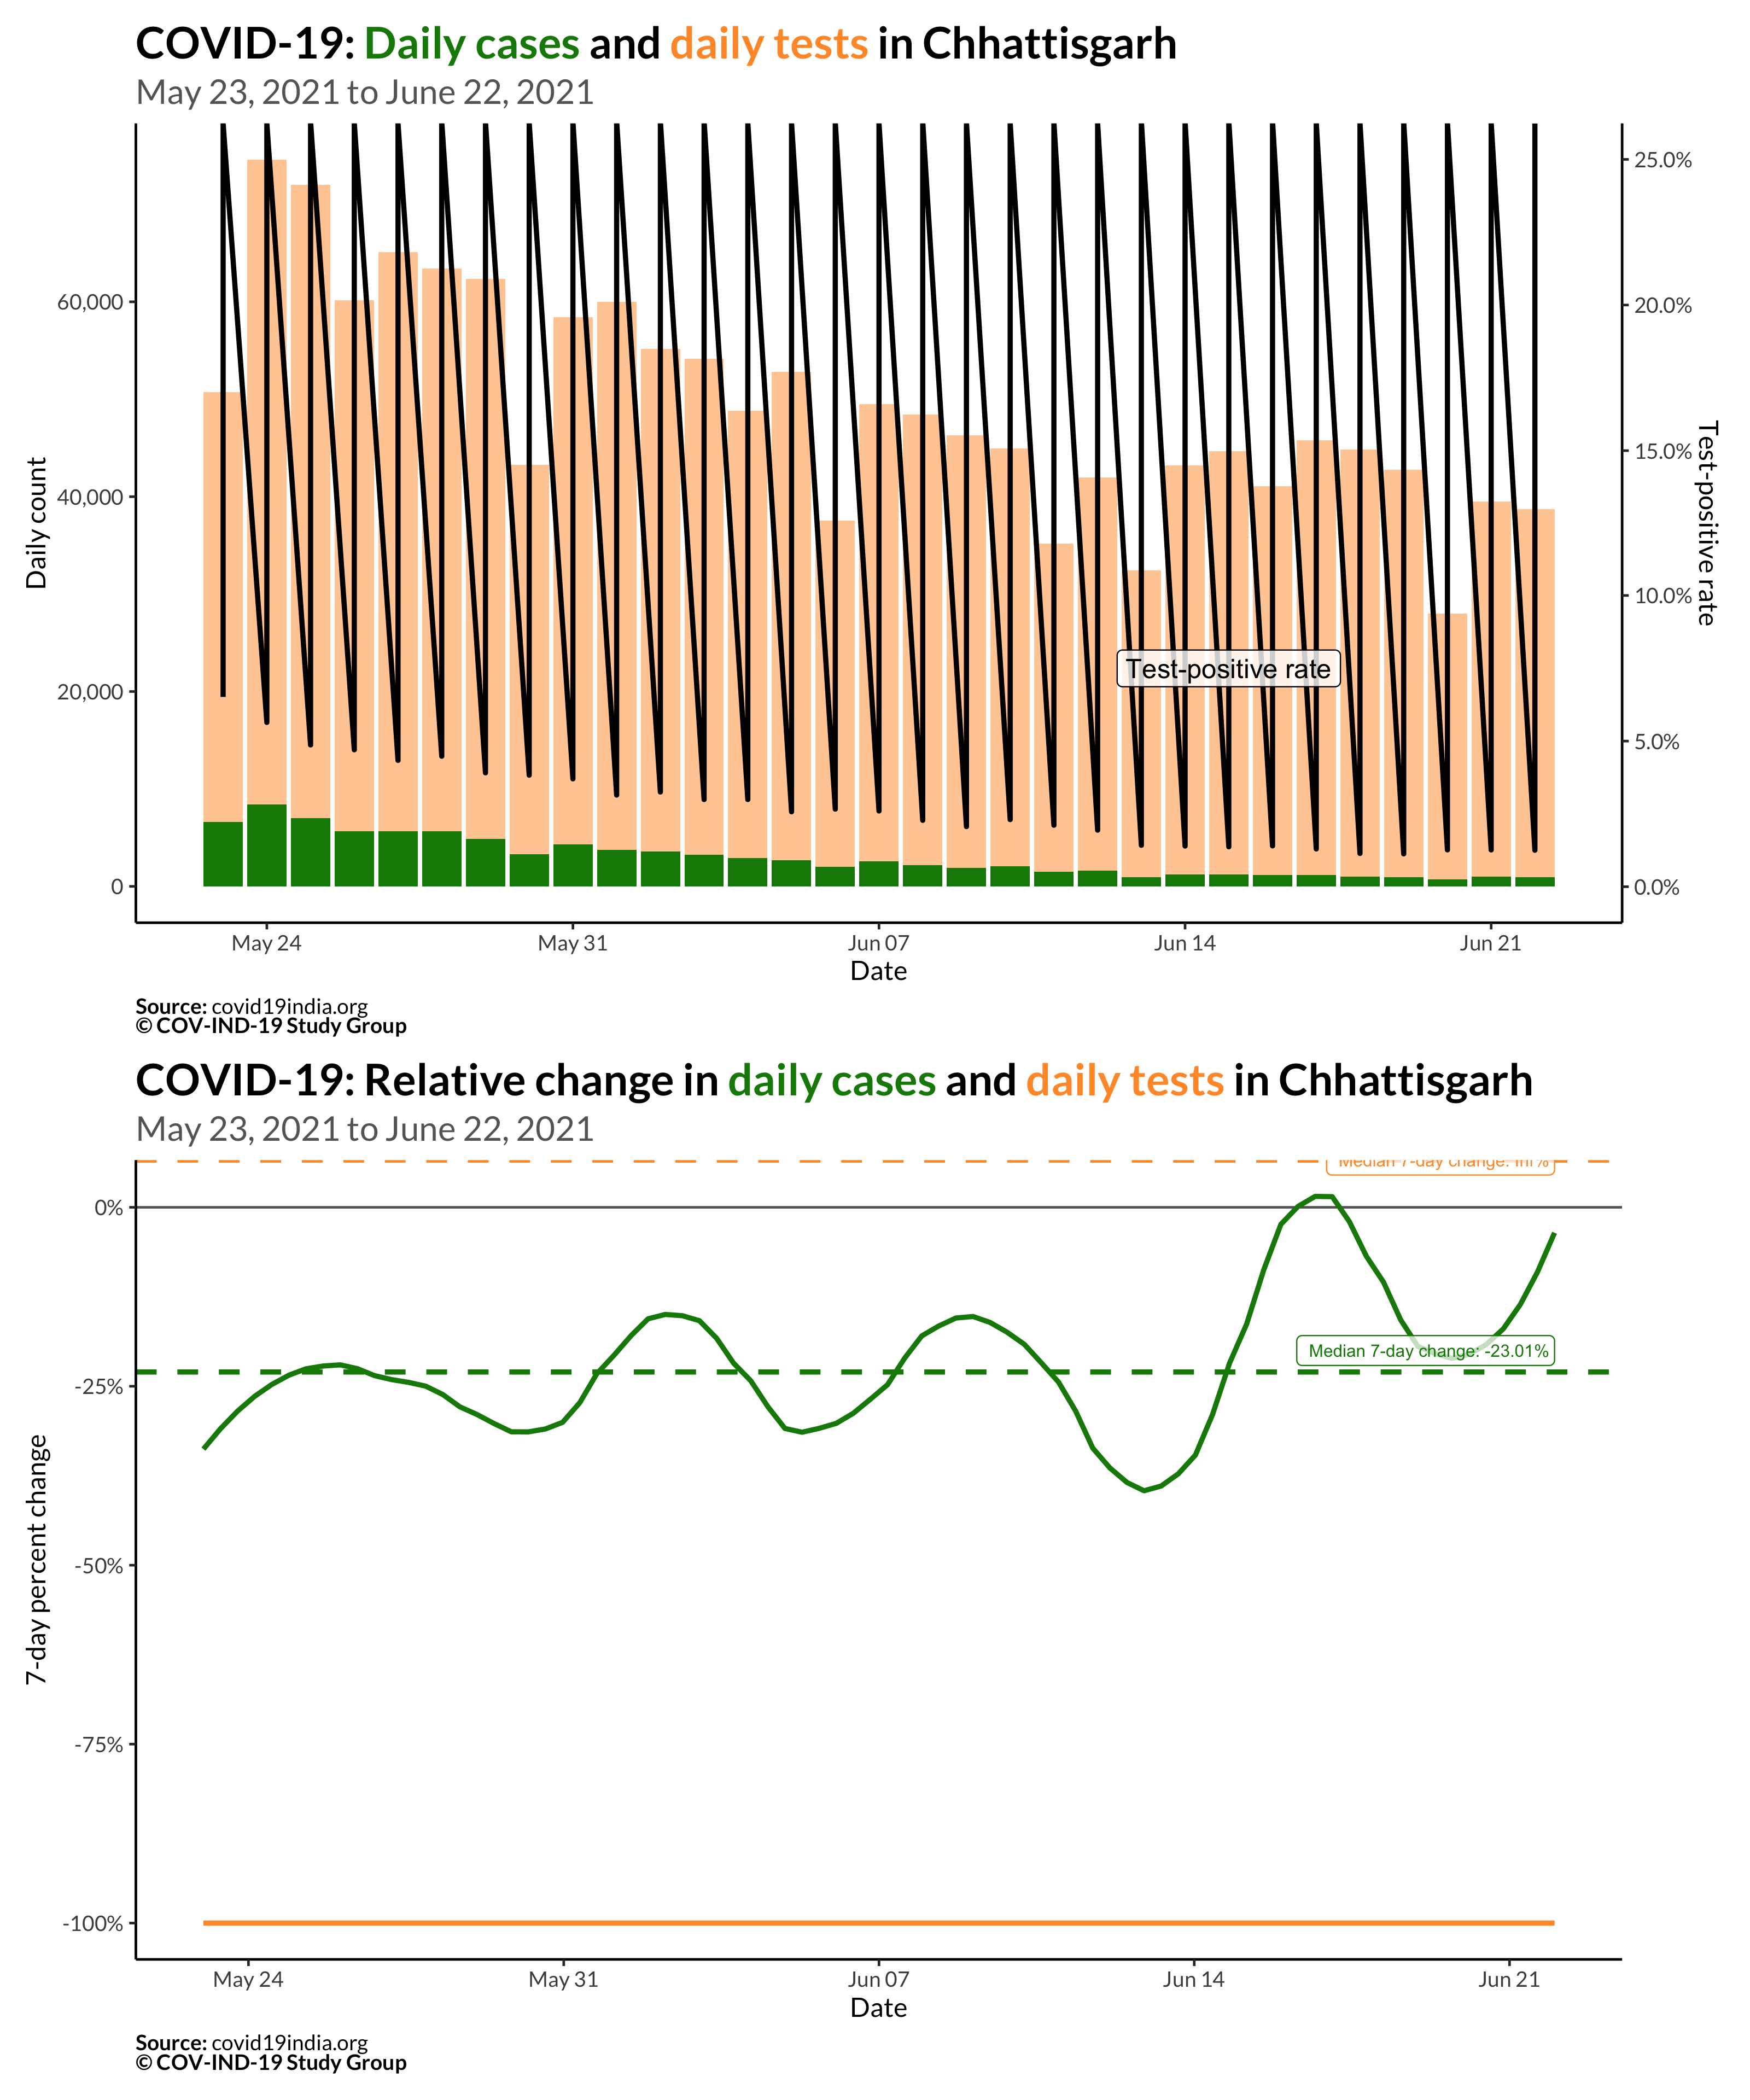 COVID-19: Daily cases and daily tests in Chhattisgarh
May 23, 2021 to June 22, 2021
25.0%
20.0%
15.0%
10.0%
5.0%
0.0%
60,000
40,000
20,000
0
Daily count
Test-positive rate
Test-positive rate
May 24
May 31
Jun 07
Jun 14
Jun 21
Date
Source: covid19india.org
© COV-IND-19 Study Group
COVID-19: Relative change in daily cases and daily tests in Chhattisgarh
May 23, 2021 to June 22, 2021
Median 7-day change: Inf%
0%
-25%
-50%
-75%
-100%
Median 7-day change: -23.01%
7-day percent change
May 24
May 31
Jun 07
Jun 14
Jun 21
Date
Source: covid19india.org
© COV-IND-19 Study Group